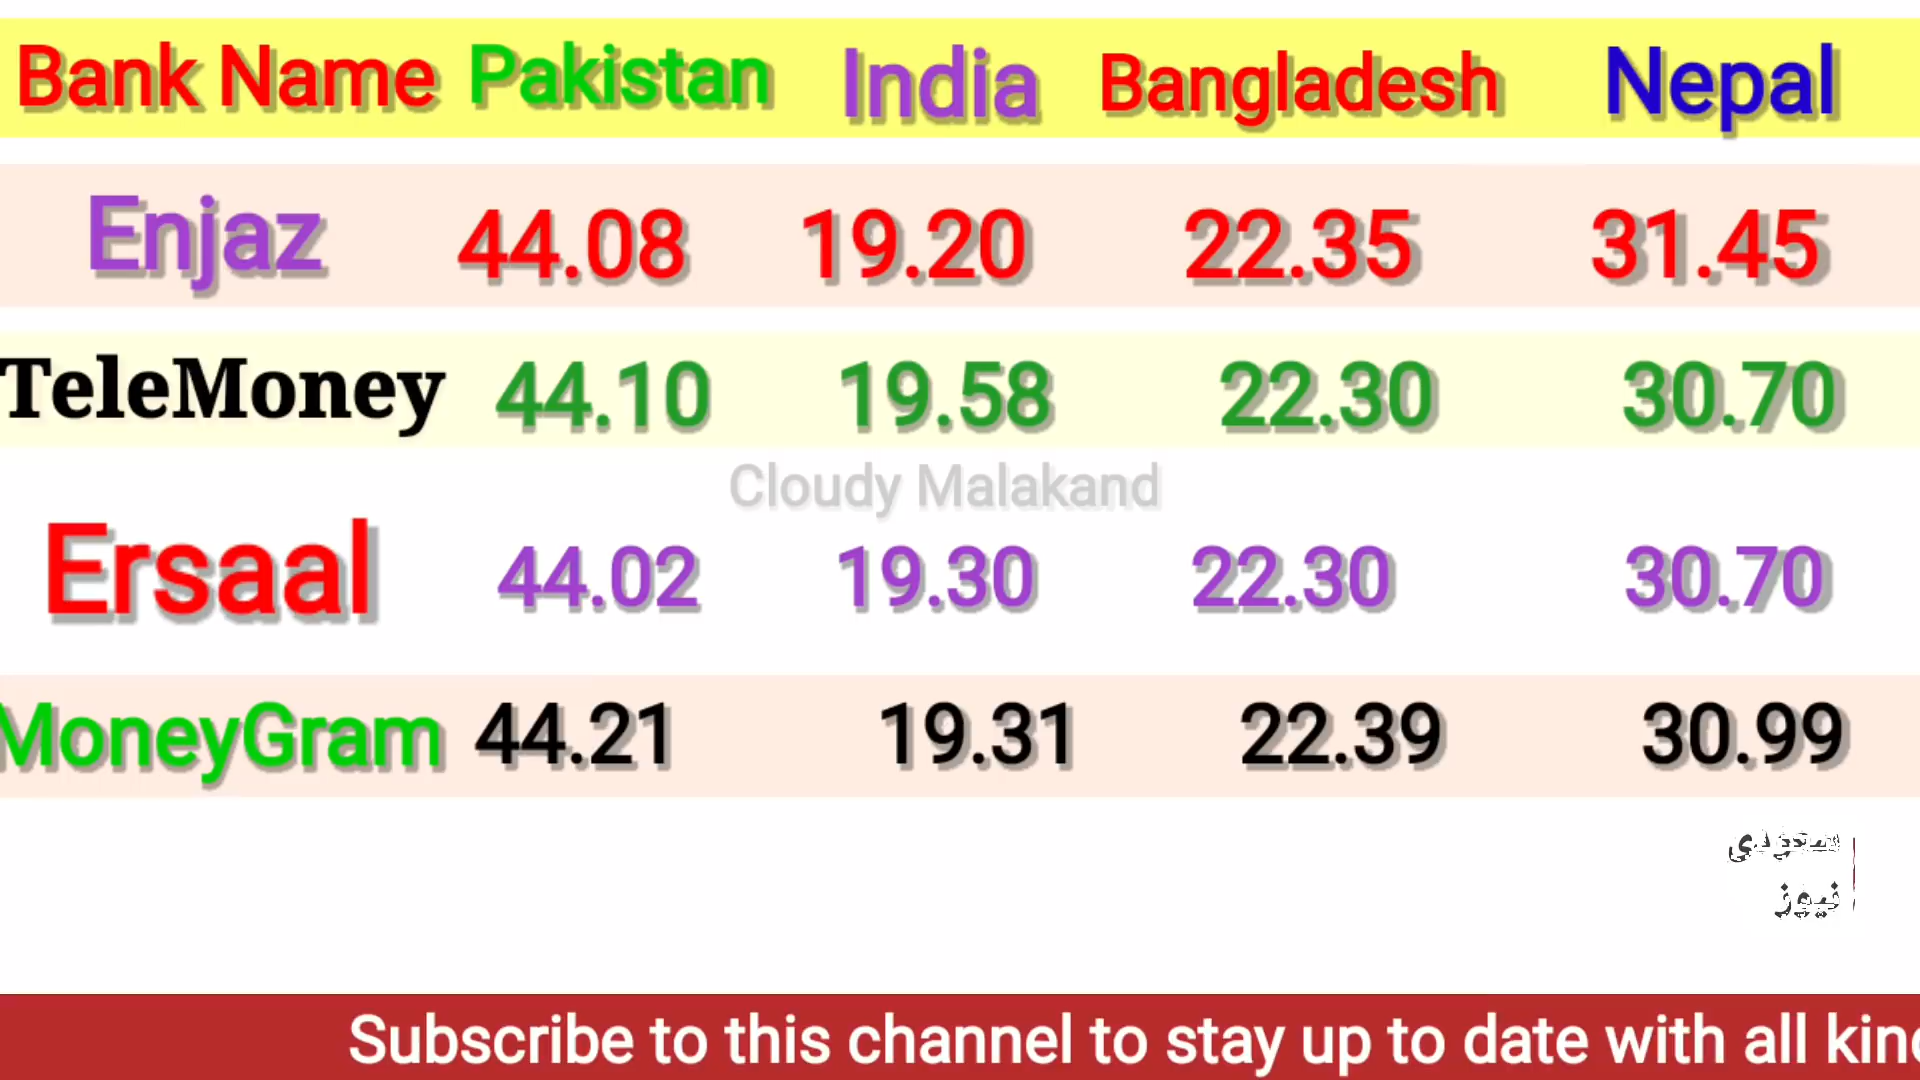 Bank Name Pakistan India Bangladesh Nepal
Enjaz 44.08 19.20 22.35 31.45
TeleMoney 44.10 19.58 22.30 30.70
Cloudy Malakand
Ersaal 44.02 19.30 22.30 30.70
MoneyGram 44.21 19.31 22.39 30.99
سعودی
نیوز
Subscribe to this channel to stay up to date with all